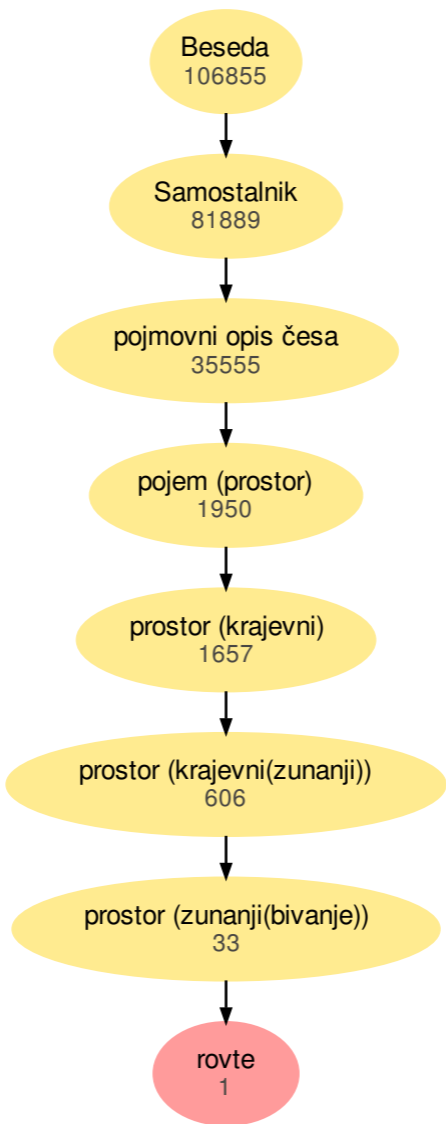 Beseda
106855
Samostalnik
81889
pojmovni opis česa
35555
pojem (prostor)
1950
prostor (krajevni)
1657
prostor (krajevni(zunanji))
606
prostor (zunanji(bivanje))
33
rovte
1